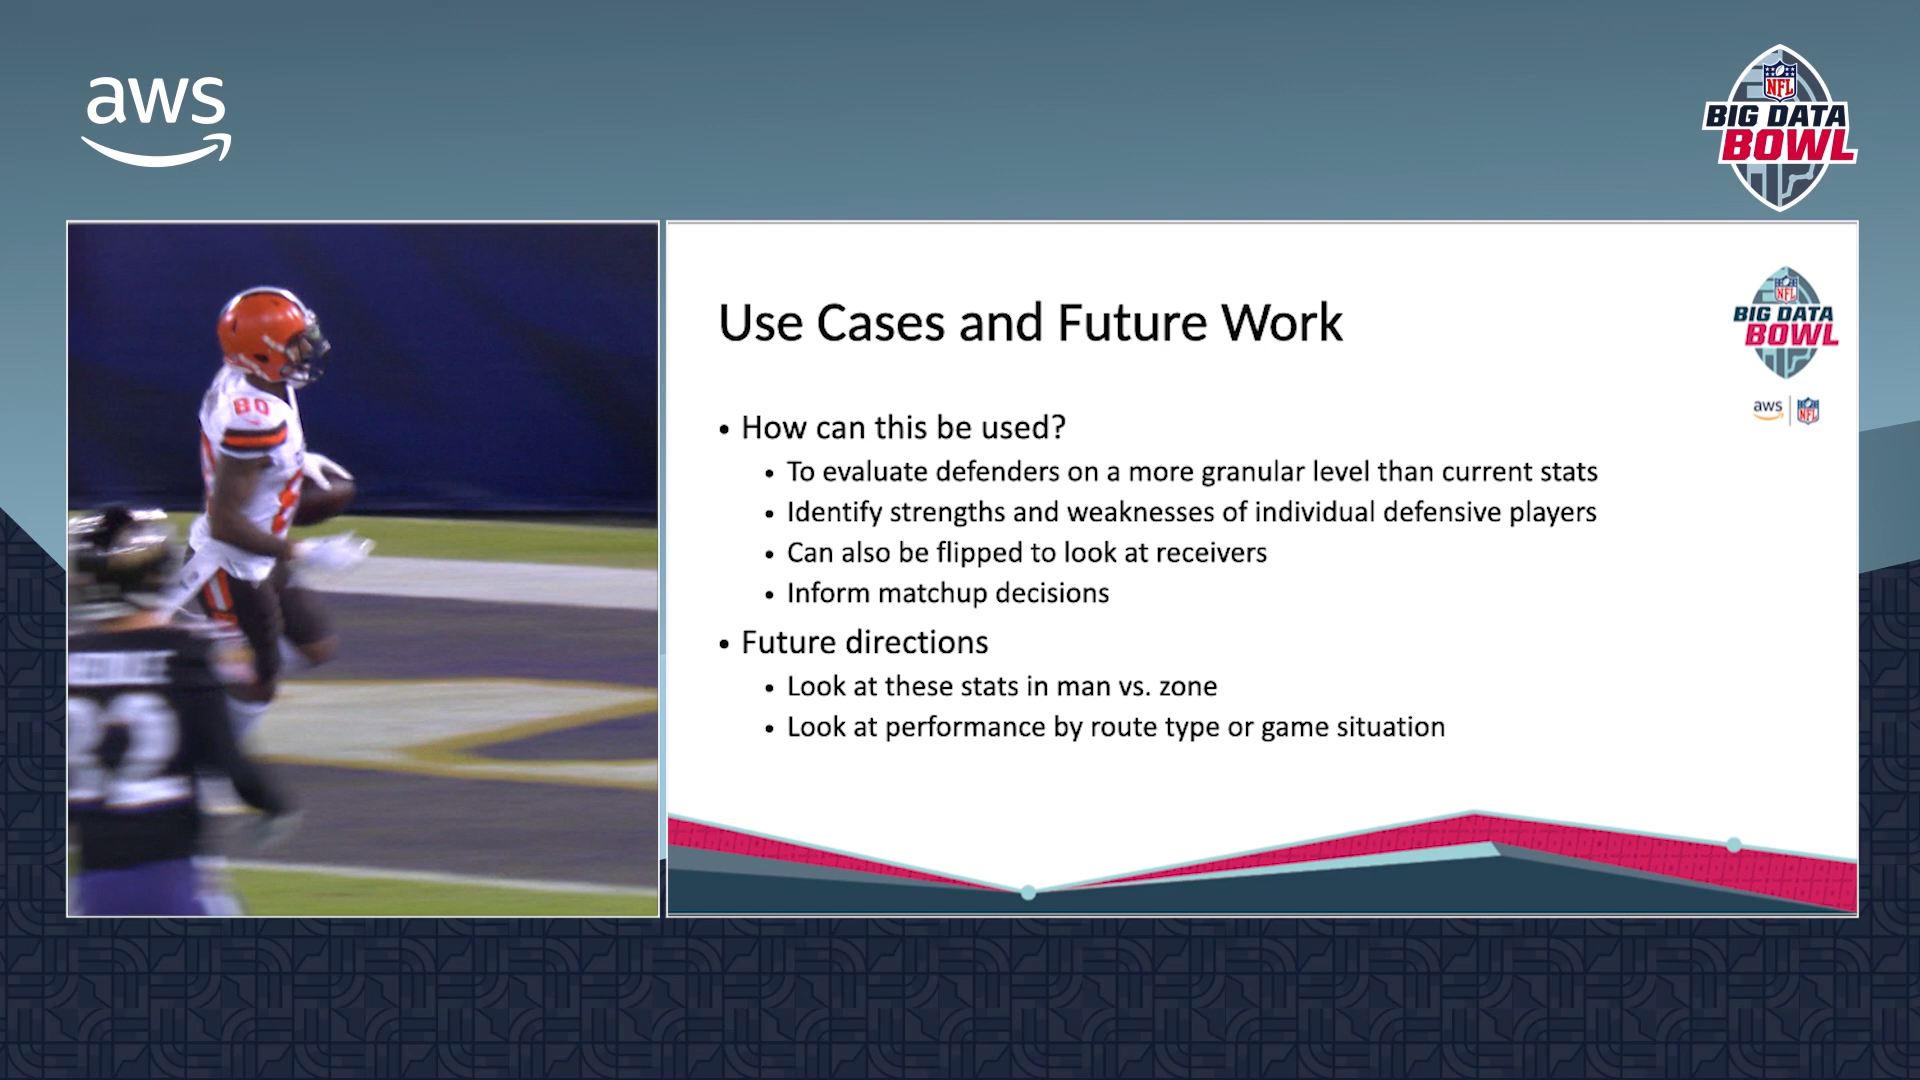 aws
NFL
BIG DATA
BOWL
80
Use Cases and Future Work
NFL
BIG DATA
BOWL
aws
NFL
• How can this be used?
• To evaluate defenders on a more granular level than current stats
• Identify strengths and weaknesses of individual defensive players
• Can also be flipped to look at receivers
• Inform matchup decisions
• Future directions
• Look at these stats in man vs. zone
• Look at performance by route type or game situation